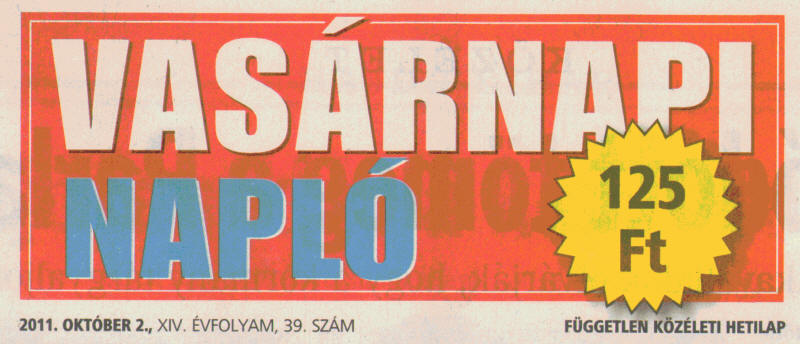 VASÁRNAPI
NAPLÓ
125
Ft
2011. OKTÓBER 2., XIV. ÉVFOLYAM, 39. SZÁM
FÜGGETLEN KÖZÉLETI HETILAP